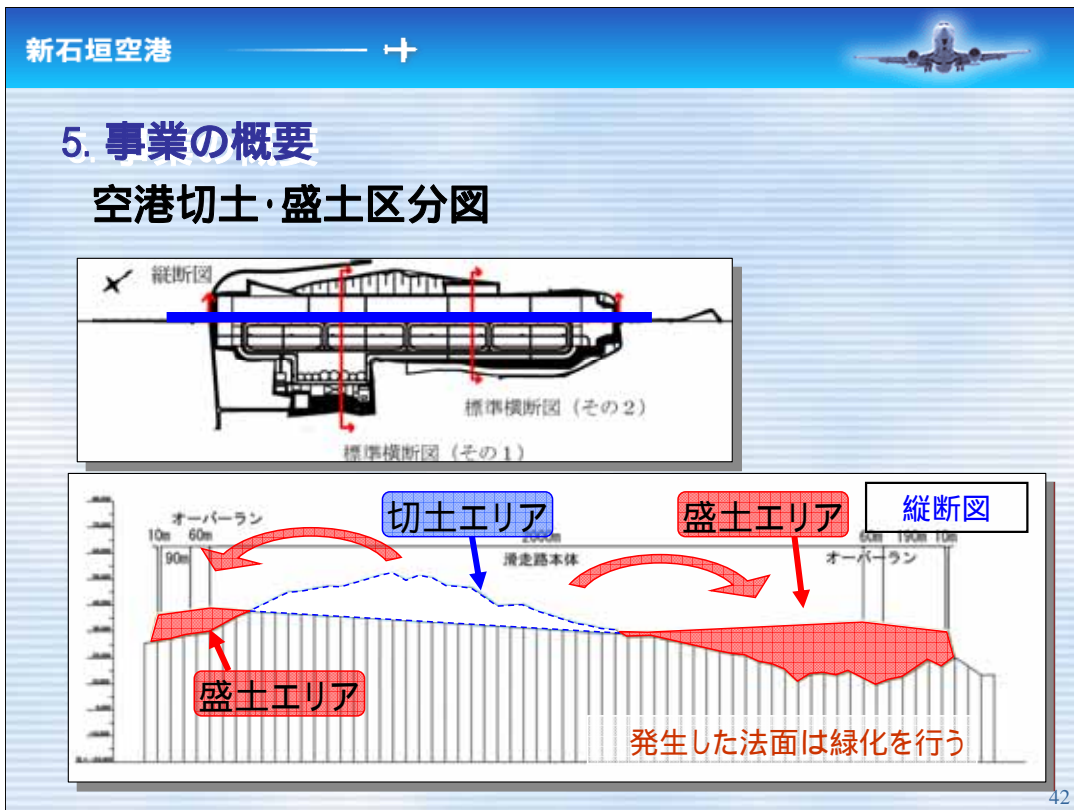 新石垣空港
5. 事業の概要
空港切土・盛土区分図
縦断図
標準横断図（その２）
標準横断図（その１）
切土エリア
盛土エリア
縦断図
オーバーラン
10m 60m
2000m
60m 190m 10m
90m
滑走路本体
オーバーラン
盛土エリア
発生した法面は緑化を行う
42